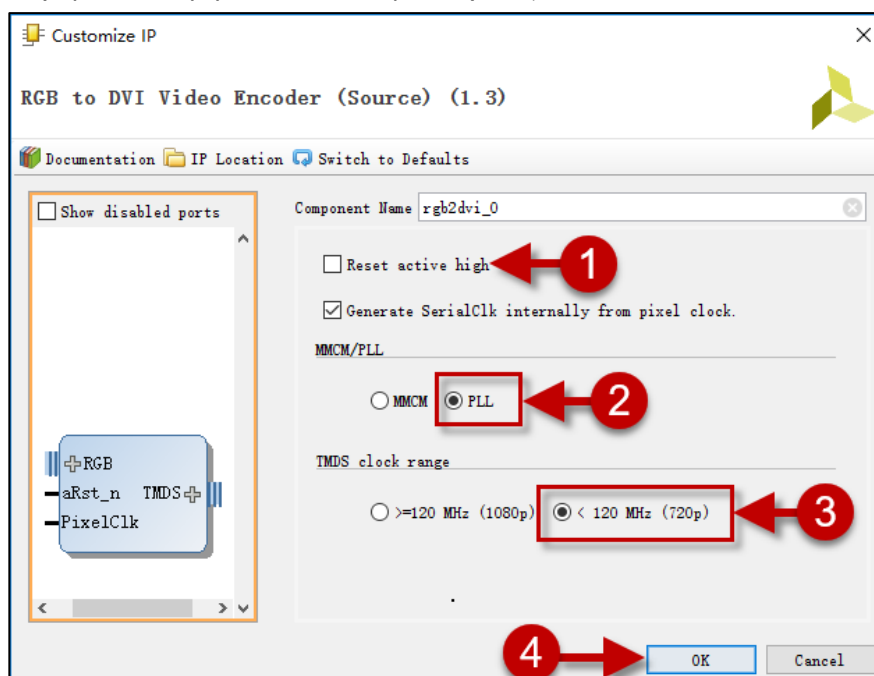 Customize IP
RGB to DVI Video Encoder (Source) (1.3)
Documentation IP Location Switch to Defaults
Show disabled ports
Component Name rgb2dvi_0
Reset active high
1
Generate SerialClk internally from pixel clock.
MMCM/PLL
MMCM PLL
2
RGB
aRst_n TMDS
PixelClk
TMDS clock range
>=120 MHz (1080p) < 120 MHz (720p)
3
4
OK Cancel